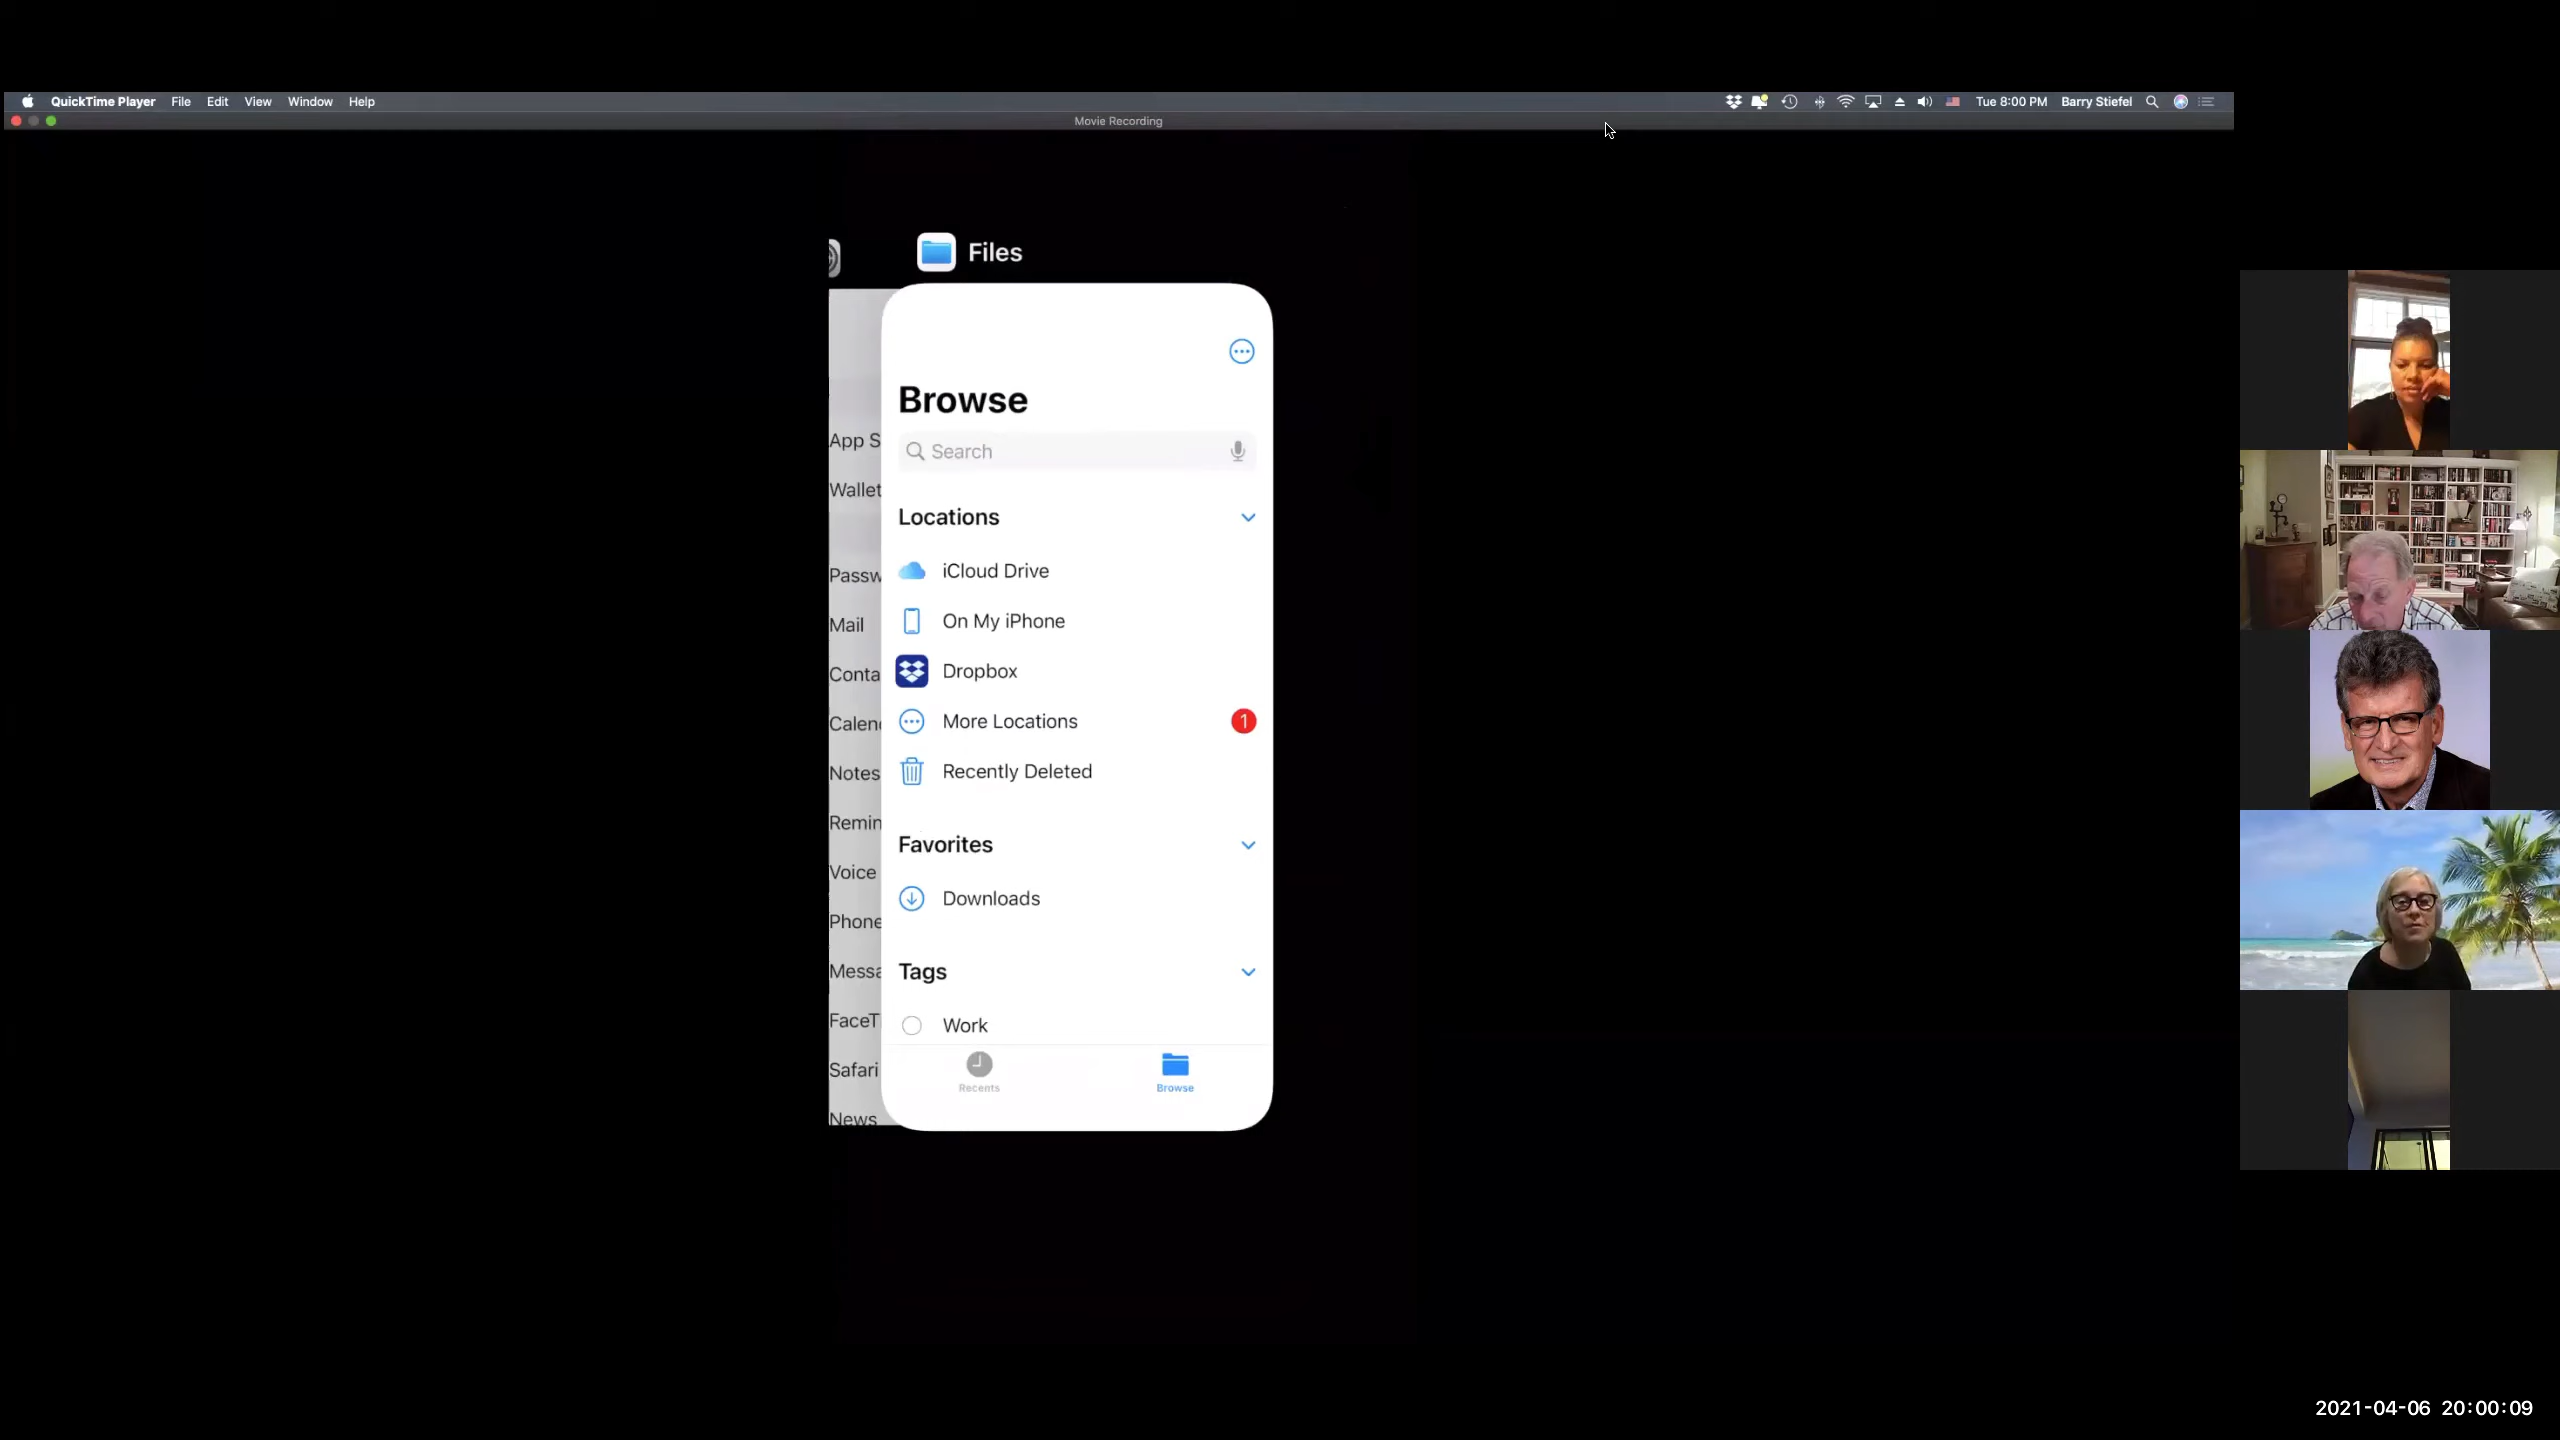 QuickTime Player File Edit View Window Help Tue 8:00 PM Barry Stiefel
Movie Recording
Files
Browse
Search
App S
Wallet
Locations
iCloud Drive
Passw
On My iPhone
Mail
Dropbox
Conta
More Locations 1
Calen
Recently Deleted
Notes
Remin
Favorites
Voice
Downloads
Phone
Tags
Messa
Work
FaceT
Safari
Recents Browse
News
2021-04-06 20:00:09